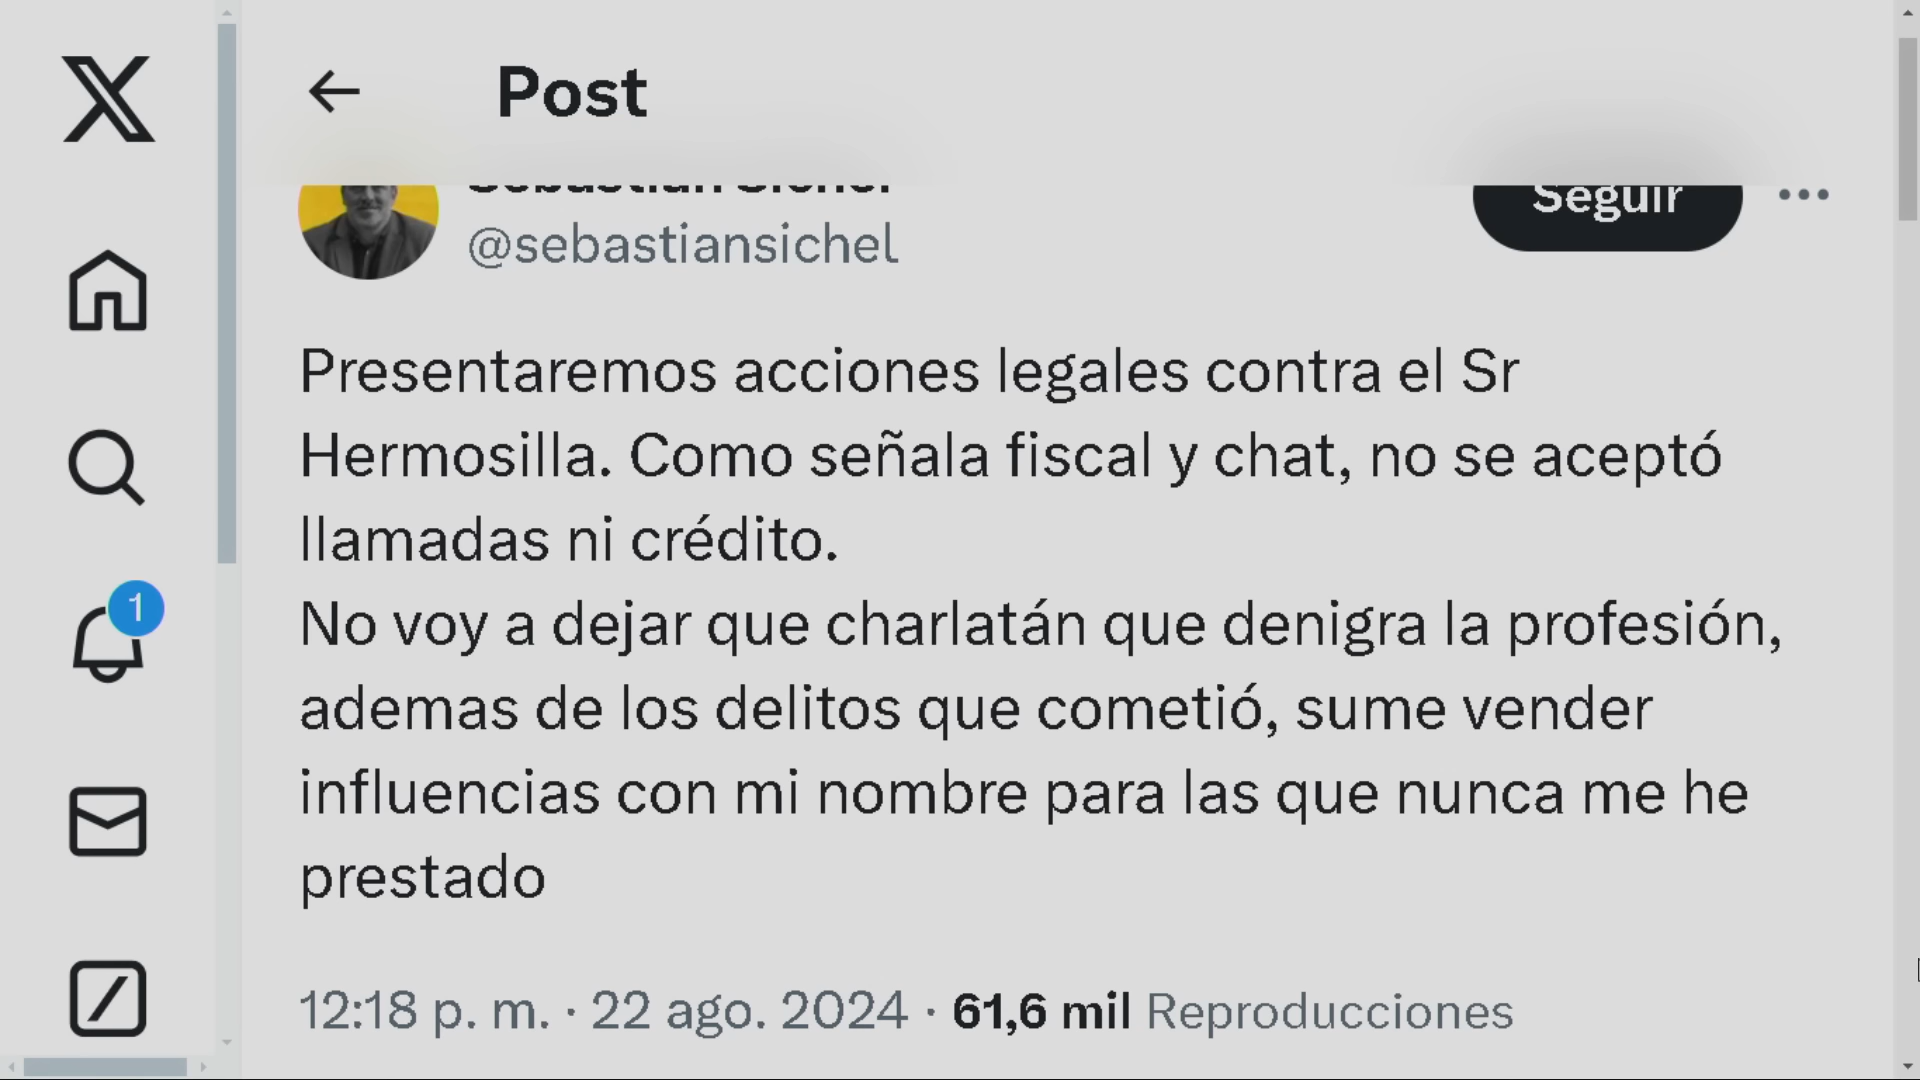 Post
Sebastián Sichel
Seguir
@sebastiansichel
Presentaremos acciones legales contra el Sr
Hermosilla. Como señala fiscal y chat, no se aceptó
llamadas ni crédito.
No voy a dejar que charlatán que denigra la profesión,
ademas de los delitos que cometió, sume vender
influencias con mi nombre para las que nunca me he
prestado
12:18 p. m. · 22 ago. 2024 · 61,6 mil Reproducciones
1